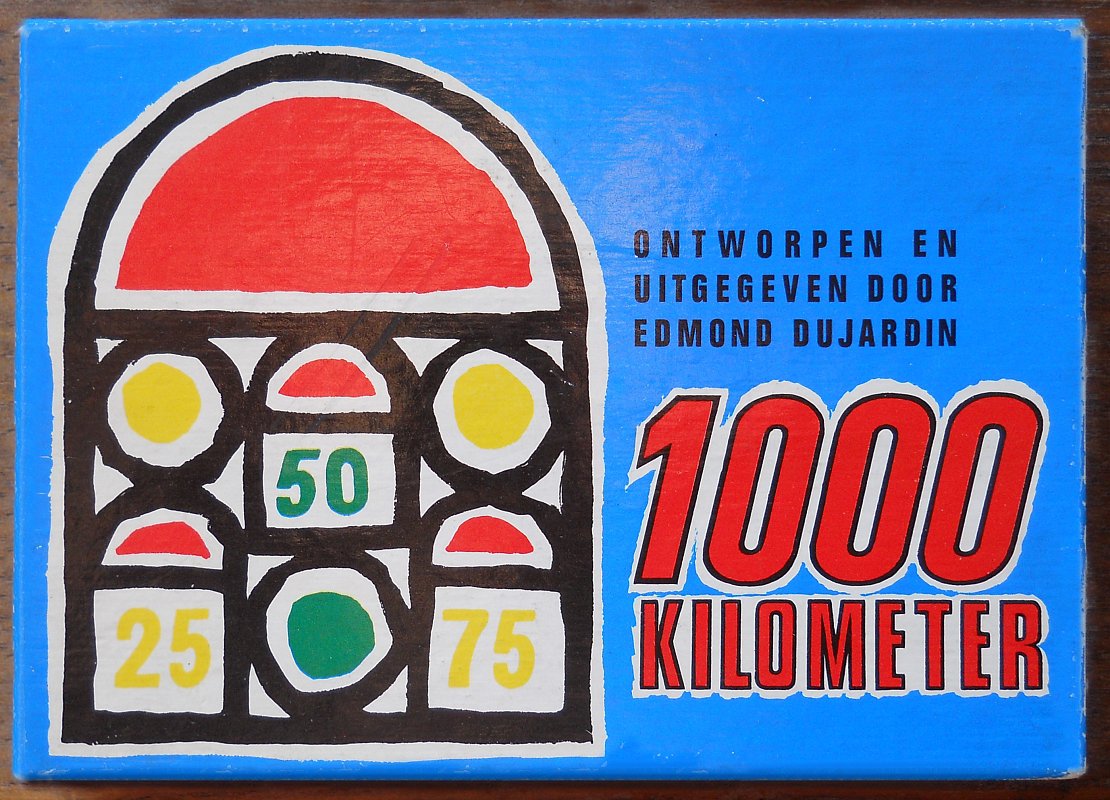 ONTWORPEN EN
UITGEGEVEN DOOR
EDMOND DUJARDIN
1000
KILOMETER
50
25
75